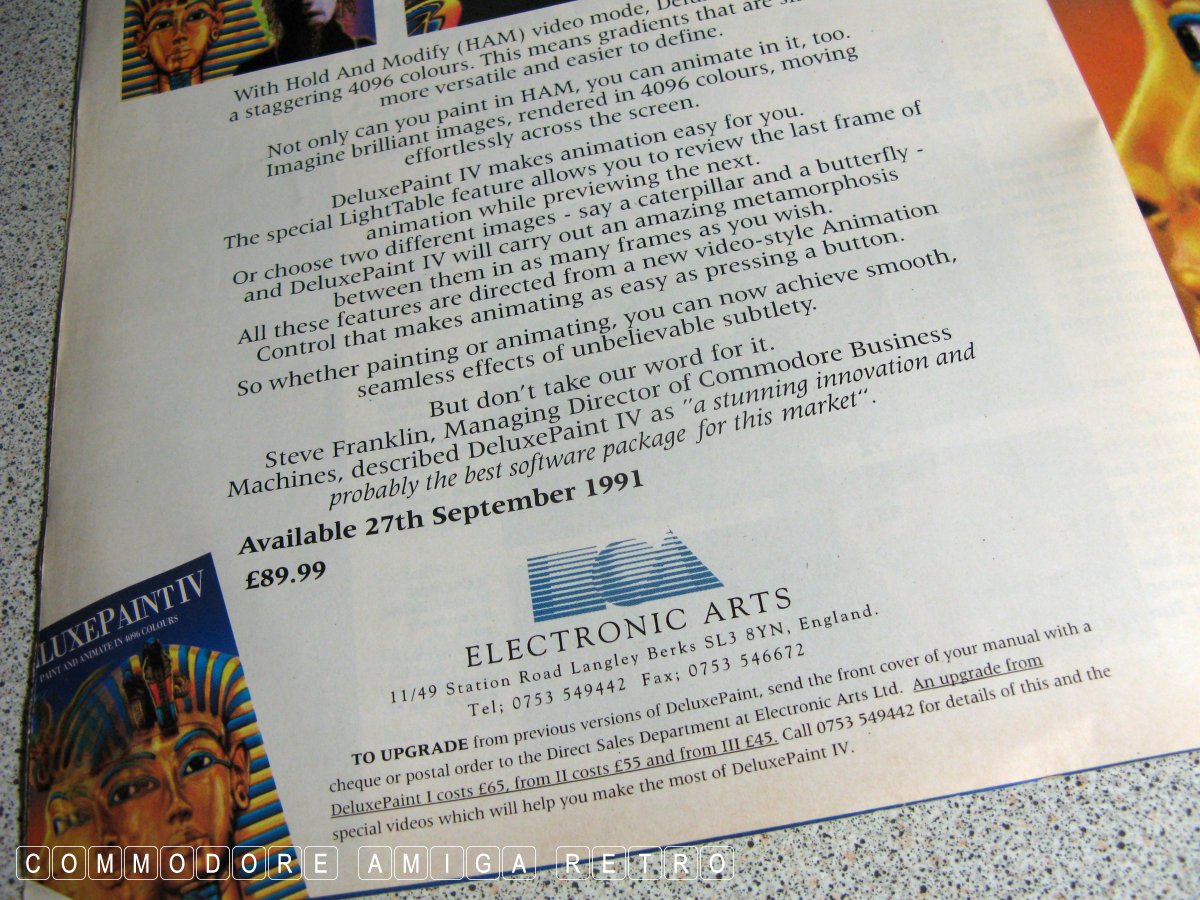 With Hold And Modify (HAM) video mode,
a staggering 4096 colours. This means gradients that are
more versatile and easier to define.
Not only can you paint in HAM, you can animate in it, too.
Imagine brilliant images, rendered in 4096 colours, moving
effortlessly across the screen.
DeluxePaint IV makes animation easy for you.
The special LightTable feature allows you to review the last frame of
animation while previewing the next.
Or choose two different images - say a caterpillar and a butterfly -
and DeluxePaint IV will carry out an amazing metamorphosis
between them in as many frames as you wish.
All these features are directed from a new video-style Animation
Control that makes animating as easy as pressing a button.
So whether painting or animating, you can now achieve smooth,
seamless effects of unbelievable subtlety.
But don't take our word for it.
Steve Franklin, Managing Director of Commodore Business
Machines, described DeluxePaint IV as "a stunning innovation and
probably the best software package for this market".
Available 27th September 1991
£89.99
ELECTRONIC ARTS
11/49 Station Road Langley Berks SL3 8YN, England.
Tel; 0753 549442 Fax; 0753 546672
TO UPGRADE from previous versions of DeluxePaint, send the front cover of your manual with a
cheque or postal order to the Direct Sales Department at Electronic Arts Ltd. An upgrade from
DeluxePaint I costs £65, from II costs £55 and from III £45. Call 0753 549442 for details of this and the
special videos which will help you make the most of DeluxePaint IV.
LUXEPAINT IV
PAINT AND ANIMATE IN 4096 COLOURS
COMMODORE AMIGA RETRO